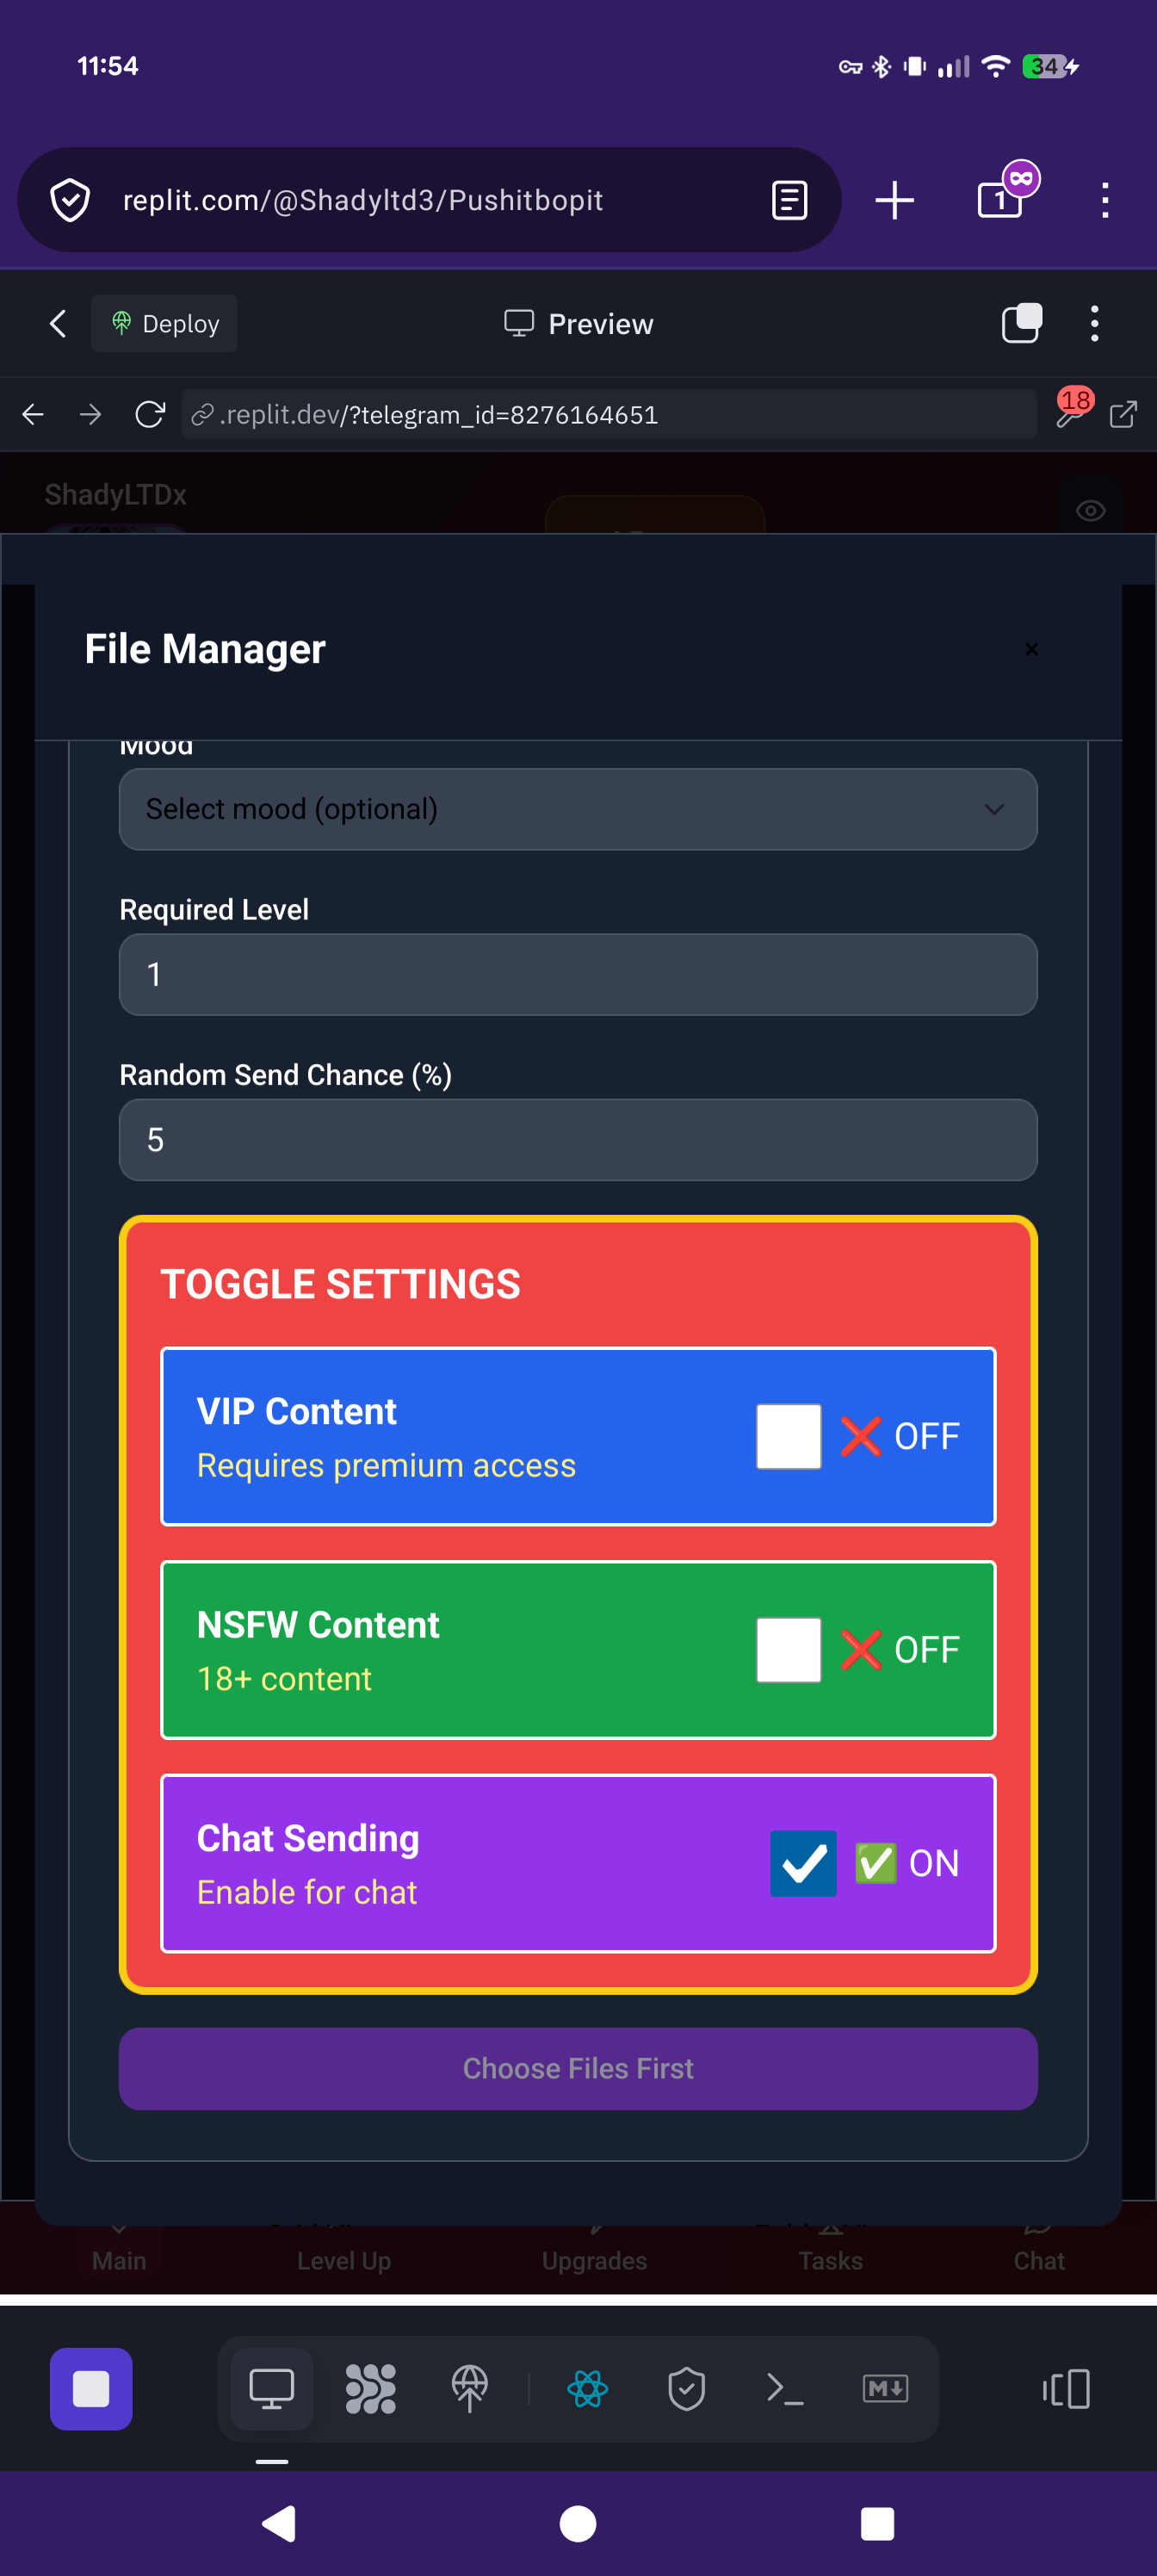 11:54
34
replit.com/@Shadyltd3/Pushitbopit
1
Deploy
Preview
.replit.dev/?telegram_id=8276164651
18
ShadyLTDx
File Manager
×
Mood
Select mood (optional)
Required Level
1
Random Send Chance (%)
5
TOGGLE SETTINGS
VIP Content
Requires premium access
❌ OFF
NSFW Content
18+ content
❌ OFF
Chat Sending
Enable for chat
✅ ON
Choose Files First
Main
Level Up
Upgrades
Tasks
Chat
M